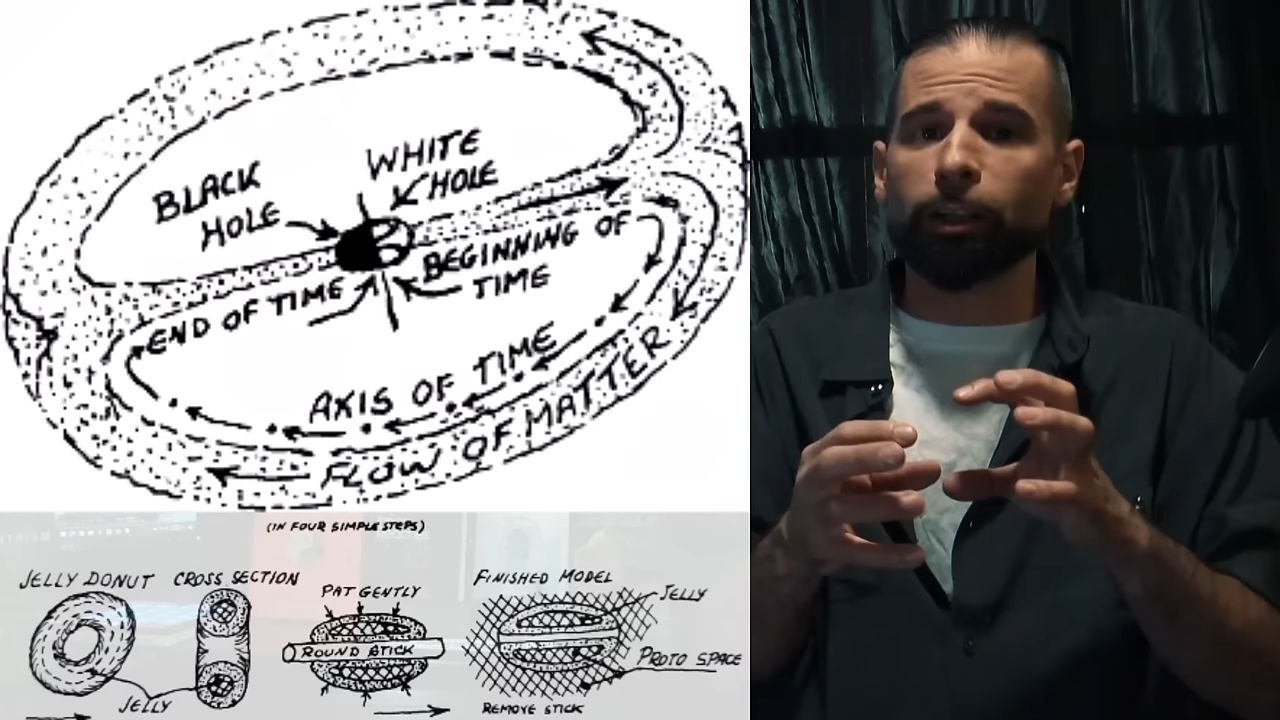 WHITE
HOLE
BLACK
HOLE
BEGINNING OF
TIME
END OF TIME
AXIS OF TIME
FLOW OF MATTER
(IN FOUR SIMPLE STEPS)
JELLY DONUT
CROSS SECTION
JELLY
PAT GENTLY
ROUND STICK
FINISHED MODEL
JELLY
PROTO SPACE
REMOVE STICK